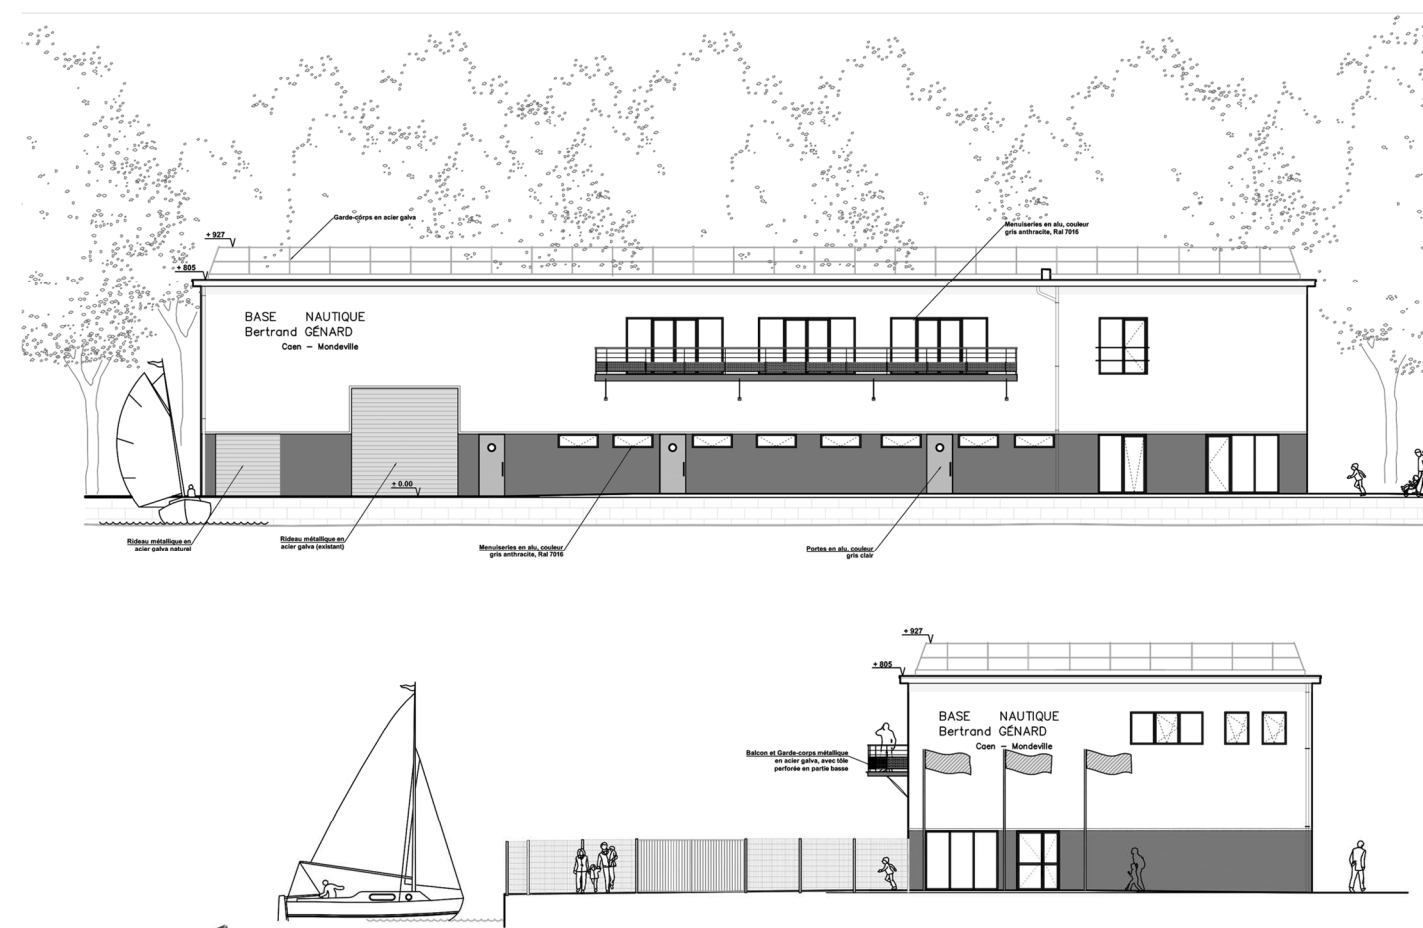 Garde-corps en acier galva
+ 927
Menuiseries en alu, couleur
gris anthracite, Ral 7016
+ 805
BASE NAUTIQUE
Bertrand GÉNARD
Caen – Mondeville
+ 0.00
Rideau métallique en
acier galva naturel
Rideau métallique en
acier galva (existant)
Menuiseries en alu, couleur
gris anthracite, Ral 7016
Portes en alu, couleur
gris clair
+ 927
+ 805
BASE NAUTIQUE
Bertrand GÉNARD
Caen – Mondeville
Balcon et Garde-corps métallique
en acier galva, avec tôle
perforée en partie basse